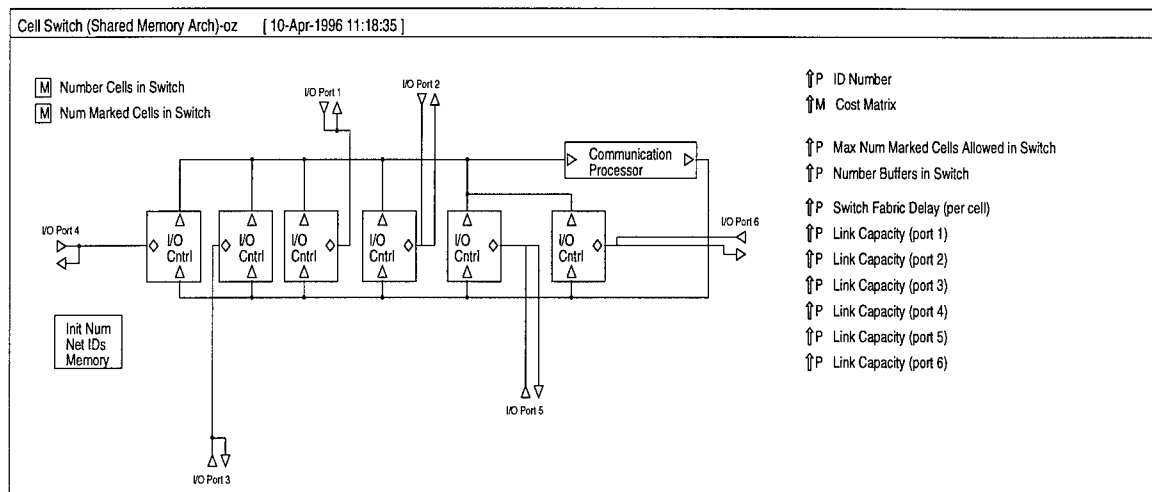 Cell Switch (Shared Memory Arch)-oz [ 10-Apr-1996 11:18:35 ]
M Number Cells in Switch
M Num Marked Cells in Switch
I/O Port 1
I/O Port 2
P ID Number
M Cost Matrix
P Max Num Marked Cells Allowed in Switch
P Number Buffers in Switch
P Switch Fabric Delay (per cell)
P Link Capacity (port 1)
P Link Capacity (port 2)
P Link Capacity (port 3)
P Link Capacity (port 4)
P Link Capacity (port 5)
P Link Capacity (port 6)
Communication
Processor
I/O Port 4
I/O
Cntrl
I/O
Cntrl
I/O
Cntrl
I/O
Cntrl
I/O
Cntrl
I/O
Cntrl
I/O Port 6
Init Num
Net IDs
Memory
I/O Port 5
I/O Port 3